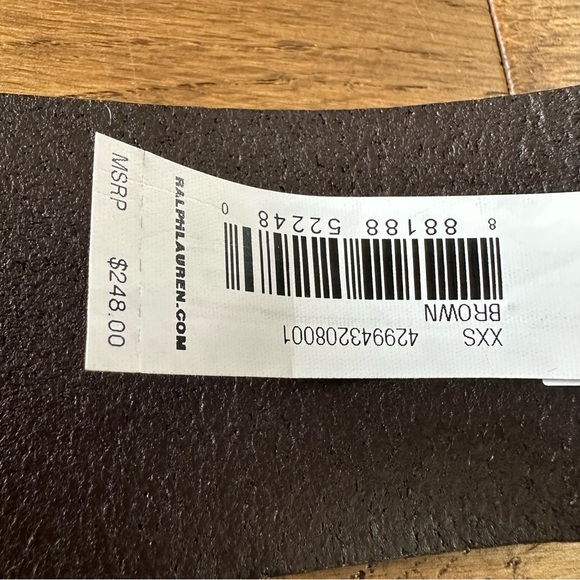 XXS 429943208001
BROWN
8 88188 52248 0
RALPHLAUREN.COM
MSRP $248.00